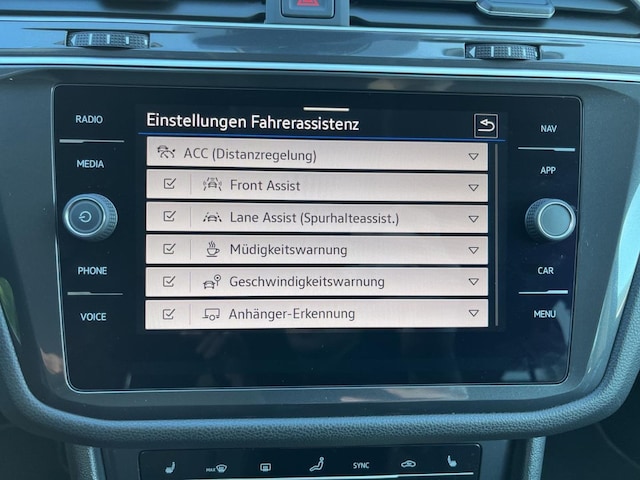 RADIO
MEDIA
PHONE
VOICE
Einstellungen Fahrerassistenz
ACC (Distanzregelung)
Front Assist
Lane Assist (Spurhalteassist.)
Müdigkeitswarnung
Geschwindigkeitswarnung
Anhänger-Erkennung
NAV
APP
CAR
MENU
MAX
SYNC